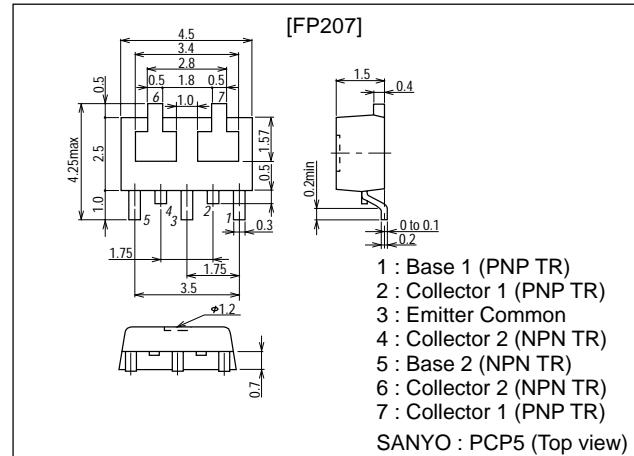 [FP207]
4.5
3.4
2.8
0.5 1.8 0.5
6 1.0 7
0.5
4.25max
2.5
1.0
1.57
0.5
5 4 3 2 1
0.3
1.75
1.75
3.5
1.5
0.4
0.2min
0 to 0.1
0.2
φ1.2
0.7
1 : Base 1 (PNP TR)
2 : Collector 1 (PNP TR)
3 : Emitter Common
4 : Collector 2 (NPN TR)
5 : Base 2 (NPN TR)
6 : Collector 2 (NPN TR)
7 : Collector 1 (PNP TR)
SANYO : PCP5 (Top view)